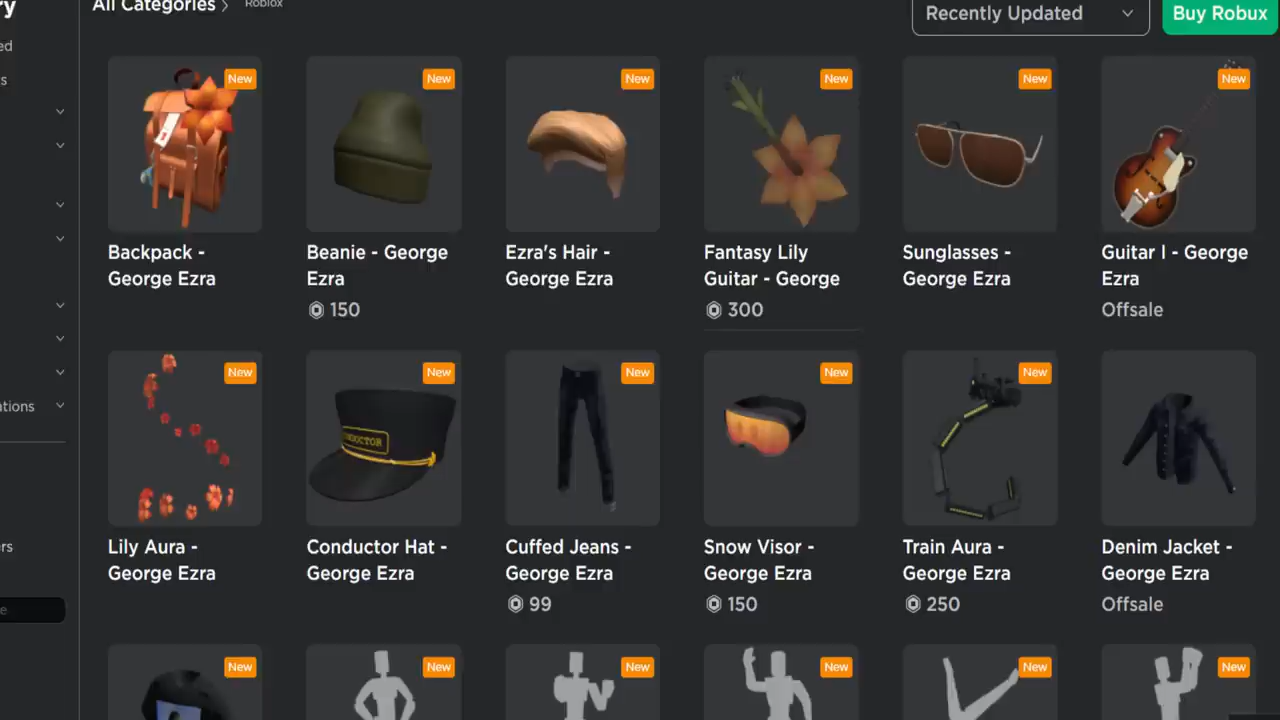 ry
All Categories
Roblox
Recently Updated
Buy Robux
ed
s
ations
rs
e
New
New
New
New
New
New
Backpack -
George Ezra
Beanie - George
Ezra
150
Ezra's Hair -
George Ezra
Fantasy Lily
Guitar - George
300
Sunglasses -
George Ezra
Guitar I - George
Ezra
Offsale
New
New
New
New
New
CONDUCTOR
Lily Aura -
George Ezra
Conductor Hat -
George Ezra
Cuffed Jeans -
George Ezra
99
Snow Visor -
George Ezra
150
Train Aura -
George Ezra
250
Denim Jacket -
George Ezra
Offsale
New
New
New
New
New
New